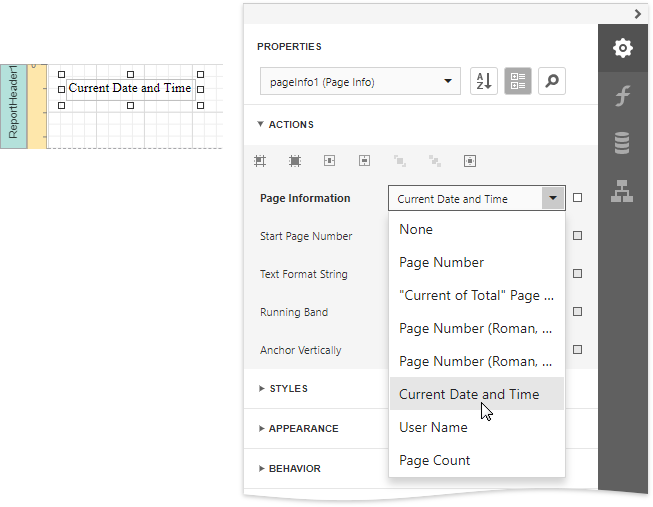 ReportHeader1
0
Current Date and Time
PROPERTIES
pageInfo1 (Page Info)
A
Z
ACTIONS
Page Information
Current Date and Time
Start Page Number
Text Format String
Running Band
Anchor Vertically
None
Page Number
"Current of Total" Page ...
Page Number (Roman, ...
Page Number (Roman, ...
Current Date and Time
User Name
Page Count
STYLES
APPEARANCE
BEHAVIOR